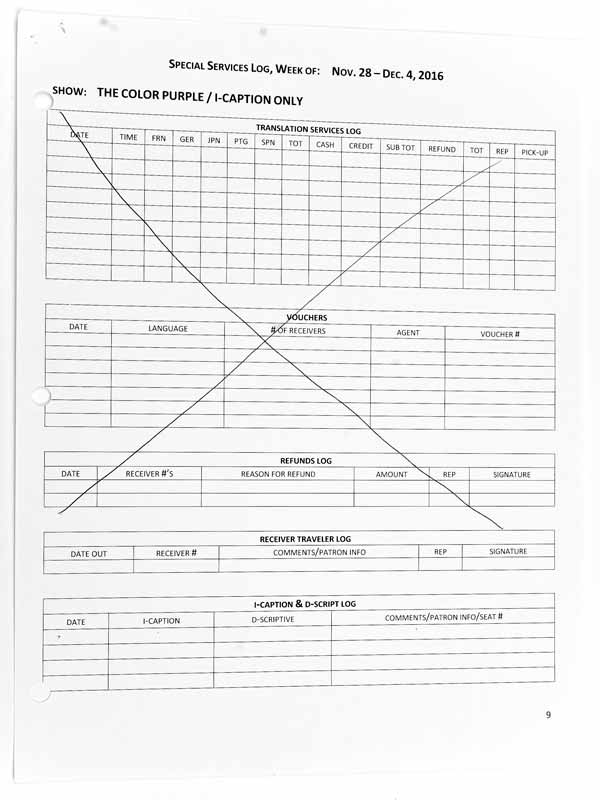 SPECIAL SERVICES LOG, WEEK OF: NOV. 28 – DEC. 4, 2016
SHOW: THE COLOR PURPLE / I-CAPTION ONLY
TRANSLATION SERVICES LOG
DATE TIME FRN GER JPN PTG SPN TOT CASH CREDIT SUB TOT REFUND TOT REP PICK-UP
VOUCHERS
DATE LANGUAGE # OF RECEIVERS AGENT VOUCHER #
REFUNDS LOG
DATE RECEIVER #'S REASON FOR REFUND AMOUNT REP SIGNATURE
RECEIVER TRAVELER LOG
DATE OUT RECEIVER # COMMENTS/PATRON INFO REP SIGNATURE
I-CAPTION & D-SCRIPT LOG
DATE I-CAPTION D-SCRIPTIVE COMMENTS/PATRON INFO/SEAT #
9